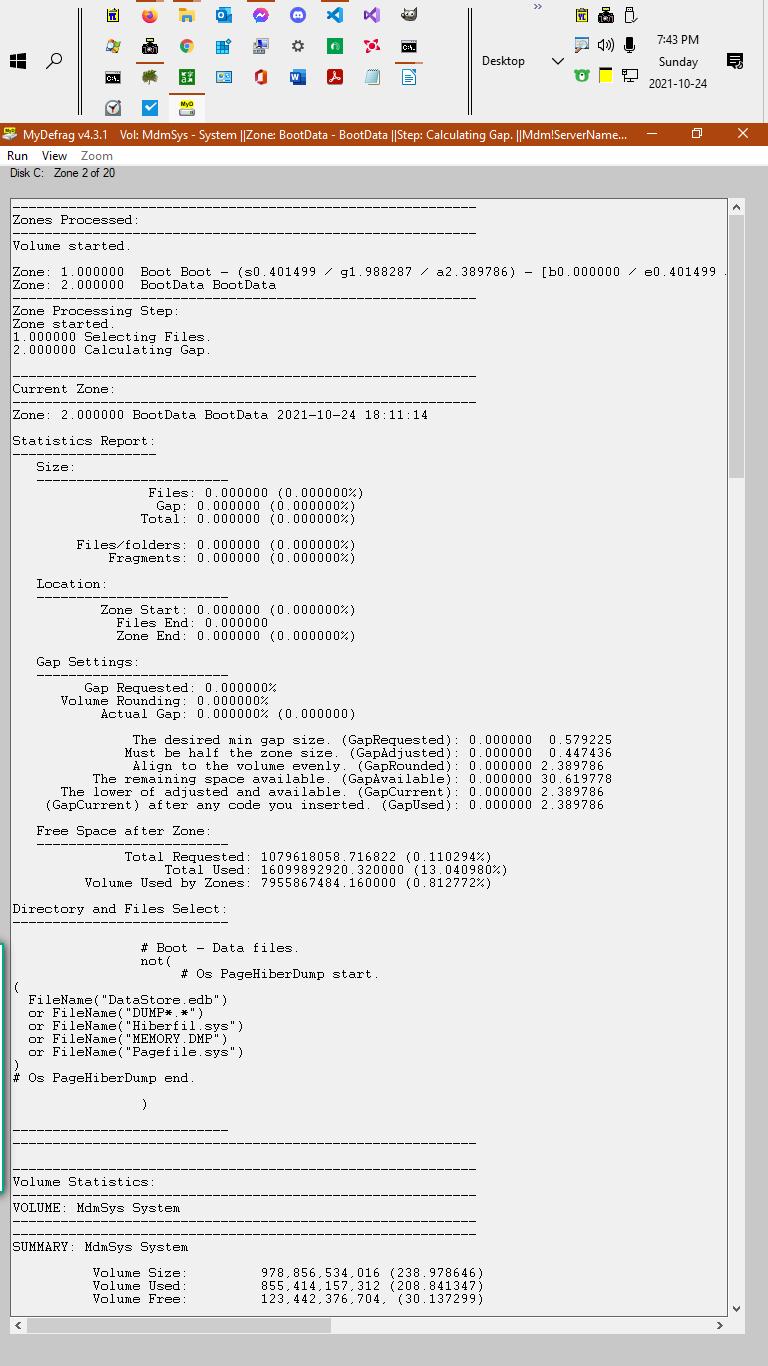 »
7:43 PM
Desktop
Sunday
2021-10-24
MyDefrag v4.3.1 Vol: MdmSys - System ||Zone: BootData - BootData ||Step: Calculating Gap. ||Mdm!ServerName...
Run View Zoom
Disk C: Zone 2 of 20
----------------------------------------------------------
Zones Processed:
----------------------------------------------------------
Volume started.
Zone: 1.000000 Boot Boot - (s0.401499 / g1.988287 / a2.389786) - [b0.000000 / e0.401499
Zone: 2.000000 BootData BootData
----------------------------------------------------------
Zone Processing Step:
Zone started.
1.000000 Selecting Files.
2.000000 Calculating Gap.
----------------------------------------------------------
Current Zone:
----------------------------------------------------------
Zone: 2.000000 BootData BootData 2021-10-24 18:11:14
Statistics Report:
------------------
Size:
------------------------
Files: 0.000000 (0.000000%)
Gap: 0.000000 (0.000000%)
Total: 0.000000 (0.000000%)
Files/folders: 0.000000 (0.000000%)
Fragments: 0.000000 (0.000000%)
Location:
------------------------
Zone Start: 0.000000 (0.000000%)
Files End: 0.000000
Zone End: 0.000000 (0.000000%)
Gap Settings:
------------------------
Gap Requested: 0.000000%
Volume Rounding: 0.000000%
Actual Gap: 0.000000% (0.000000)
The desired min gap size. (GapRequested): 0.000000 0.579225
Must be half the zone size. (GapAdjusted): 0.000000 0.447436
Align to the volume evenly. (GapRounded): 0.000000 2.389786
The remaining space available. (GapAvailable): 0.000000 30.619778
The lower of adjusted and available. (GapCurrent): 0.000000 2.389786
(GapCurrent) after any code you inserted. (GapUsed): 0.000000 2.389786
Free Space after Zone:
------------------------
Total Requested: 1079618058.716822 (0.110294%)
Total Used: 16099892920.320000 (13.040980%)
Volume Used by Zones: 7955867484.160000 (0.812772%)
Directory and Files Select:
---------------------------
# Boot - Data files.
not(
# Os PageHiberDump start.
(
FileName("DataStore.edb")
or FileName("DUMP*.*")
or FileName("Hiberfil.sys")
or FileName("MEMORY.DMP")
or FileName("Pagefile.sys")
)
# Os PageHiberDump end.
)
---------------------------
----------------------------------------------------------
----------------------------------------------------------
Volume Statistics:
----------------------------------------------------------
VOLUME: MdmSys System
----------------------------------------------------------
----------------------------------------------------------
SUMMARY: MdmSys System
Volume Size: 978,856,534,016 (238.978646)
Volume Used: 855,414,157,312 (208.841347)
Volume Free: 123,442,376,704, (30.137299)